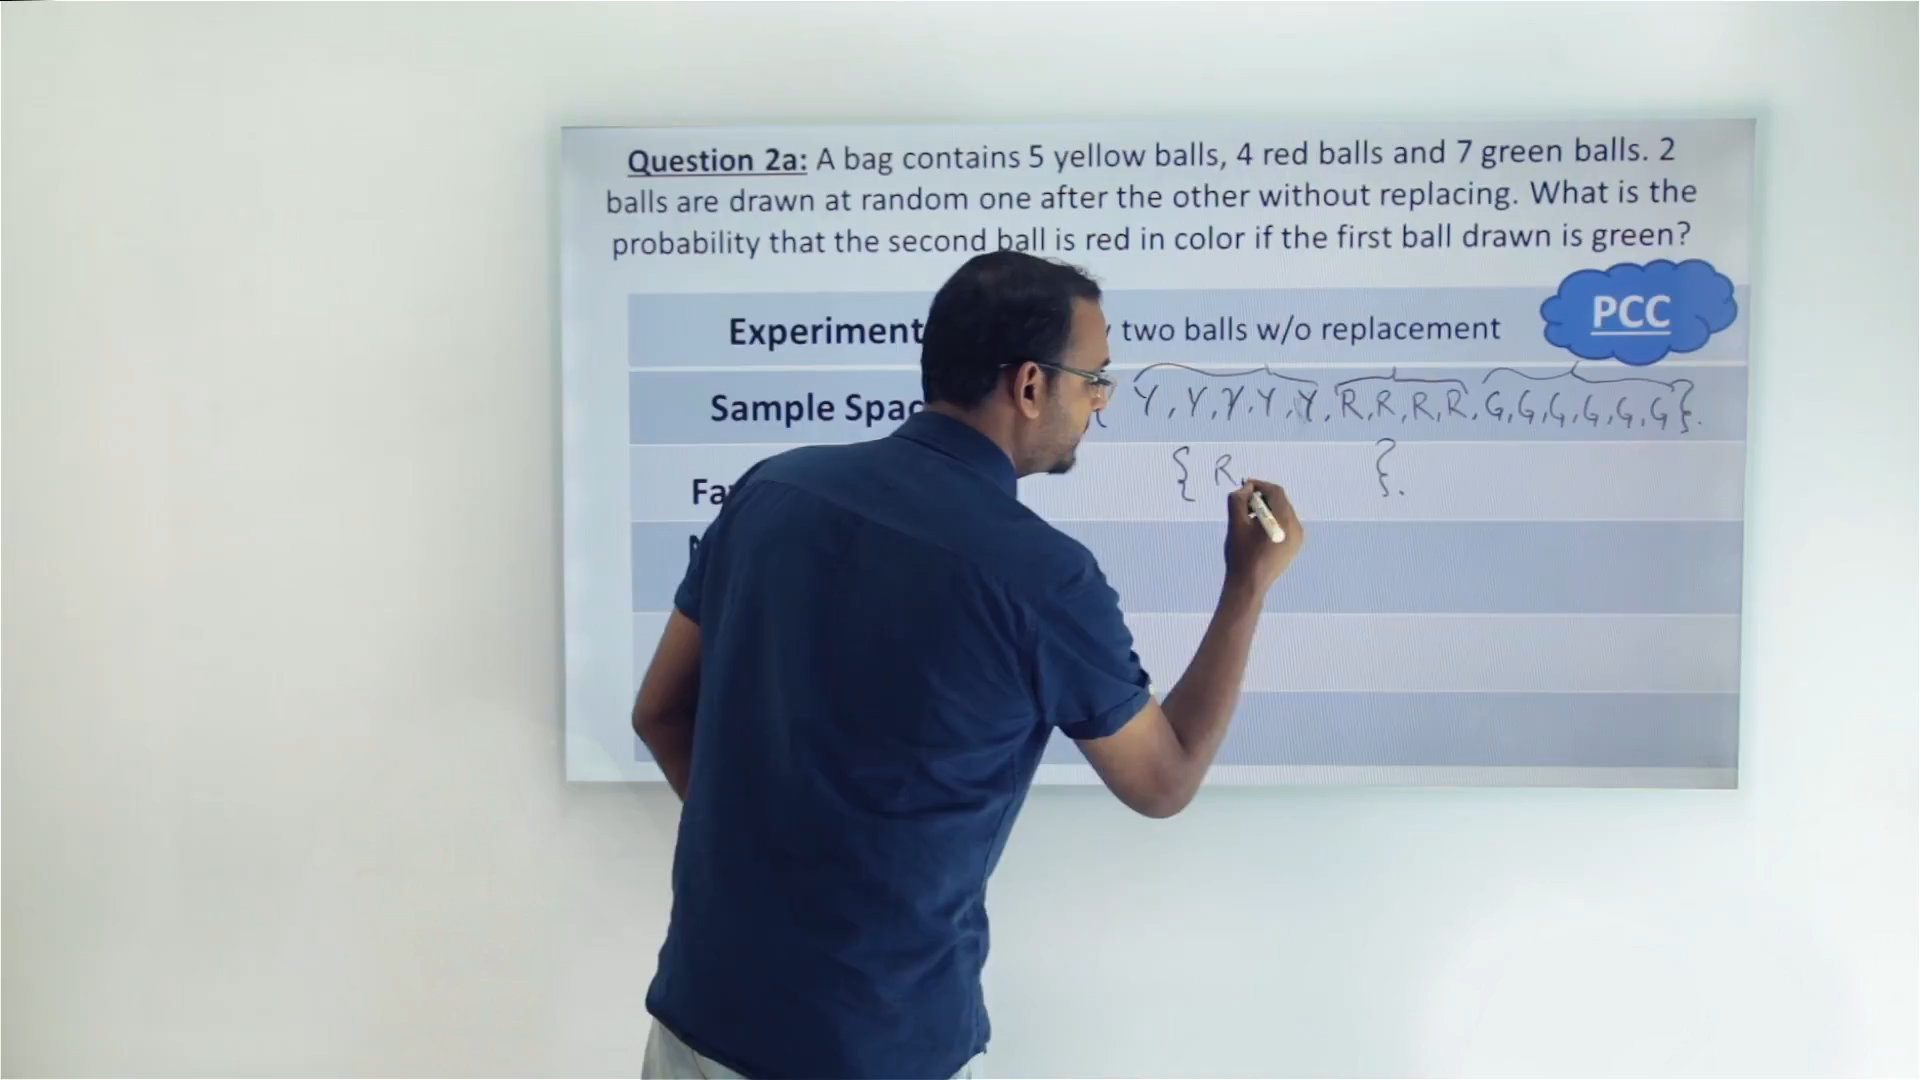 Question 2a: A bag contains 5 yellow balls, 4 red balls and 7 green balls. 2
balls are drawn at random one after the other without replacing. What is the
probability that the second ball is red in color if the first ball drawn is green?
Experiment two balls w/o replacement
PCC
Sample Spac { Y, Y, Y, Y, Y, R, R, R, R, G, G, G, G, G, G }.
Fa { R, }.